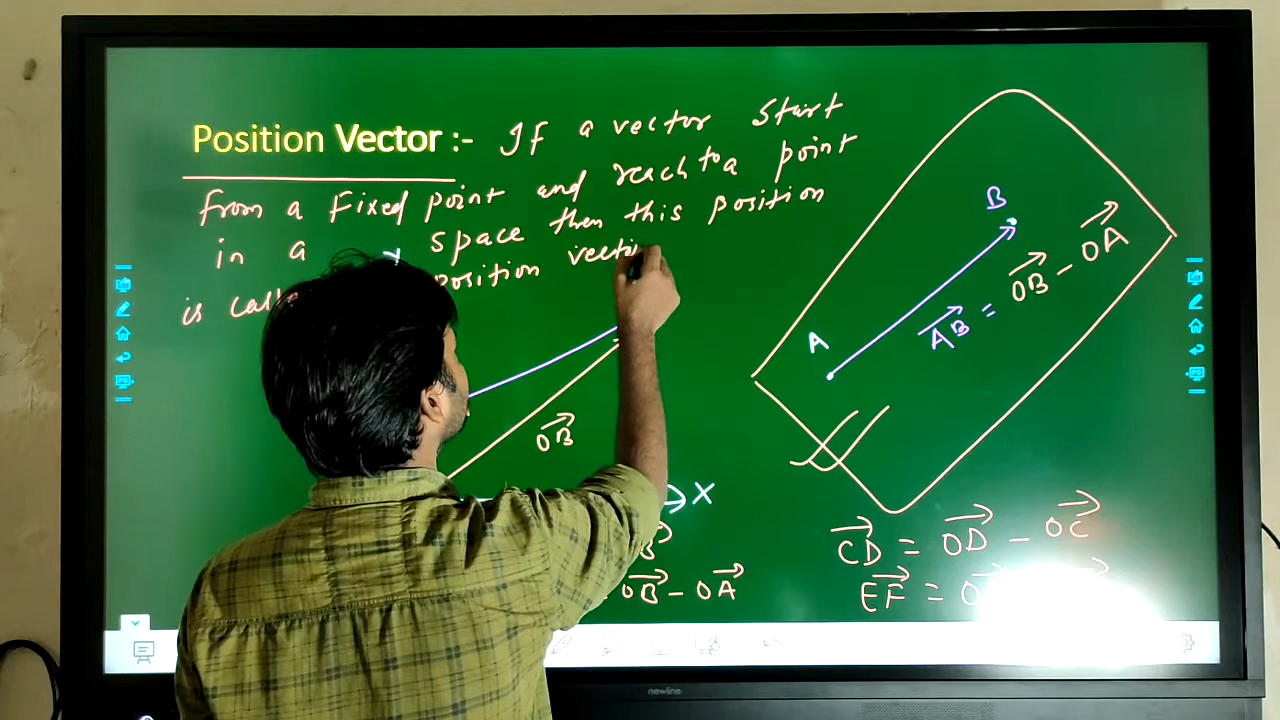 Position Vector :- If a vector start
from a fixed point and reach to a point
in a space then this position
is position
Y
B
A
AB = OB - OA
OB
X
B
= OB - OA
CD = OD - OC
EF = O
newline